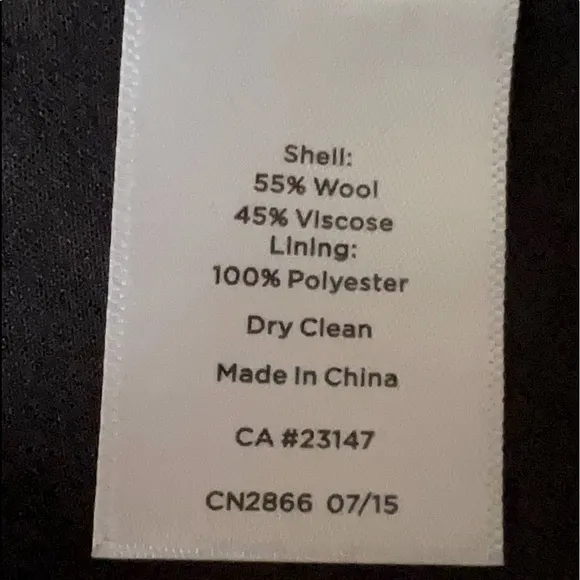 Shell:
55% Wool
45% Viscose
Lining:
100% Polyester
Dry Clean
Made In China
CA #23147
CN2866 07/15